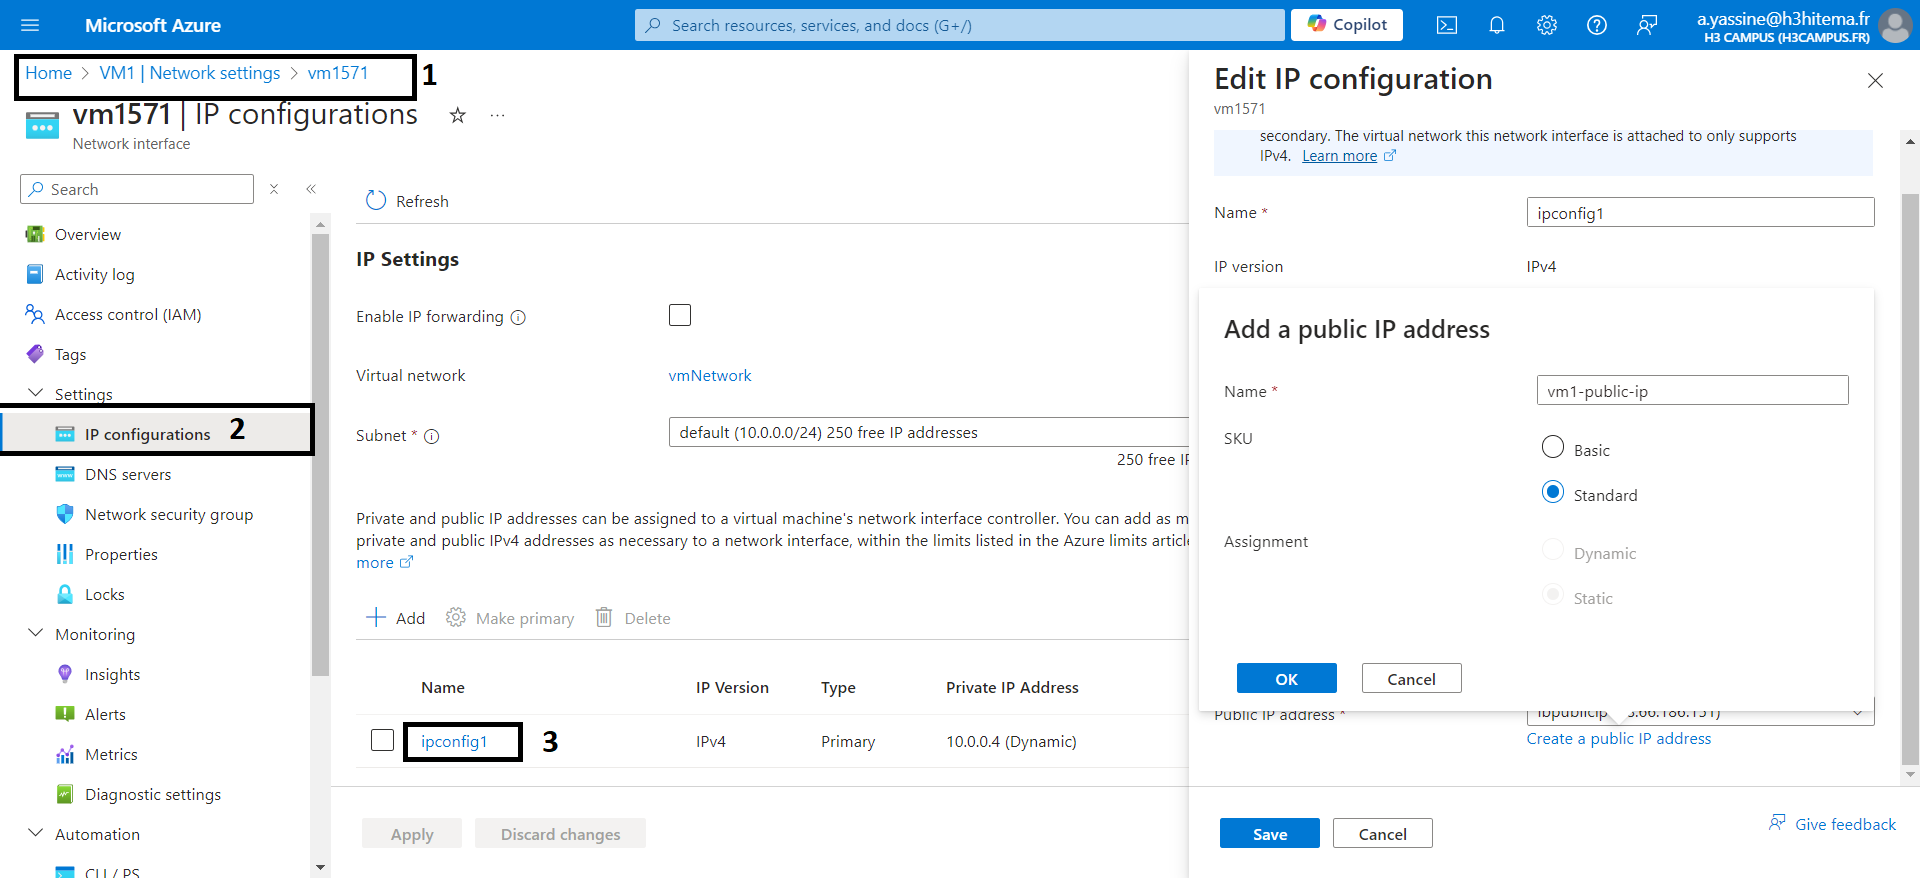 Microsoft Azure
Search resources, services, and docs (G+/)
Copilot
a.yassine@h3hitema.fr
H3 CAMPUS (H3CAMPUS.FR)
Home > VM1 | Network settings > vm1571
1
vm1571 | IP configurations
Network interface
Search
Overview
Activity log
Access control (IAM)
Tags
Settings
IP configurations
2
DNS servers
Network security group
Properties
Locks
Monitoring
Insights
Alerts
Metrics
Diagnostic settings
Automation
CLI / PS
Refresh
IP Settings
Enable IP forwarding
Virtual network
vmNetwork
Subnet *
default (10.0.0.0/24) 250 free IP addresses
250 free IP
Private and public IP addresses can be assigned to a virtual machine's network interface controller. You can add as m
private and public IPv4 addresses as necessary to a network interface, within the limits listed in the Azure limits article
more
Add
Make primary
Delete
Name
IP Version
Type
Private IP Address
ipconfig1
3
IPv4
Primary
10.0.0.4 (Dynamic)
Apply
Discard changes
Edit IP configuration
vm1571
secondary. The virtual network this network interface is attached to only supports
IPv4. Learn more
Name *
ipconfig1
IP version
IPv4
Add a public IP address
Name *
vm1-public-ip
SKU
Basic
Standard
Assignment
Dynamic
Static
OK
Cancel
Public IP address *
.66.186.151)
Create a public IP address
Save
Cancel
Give feedback